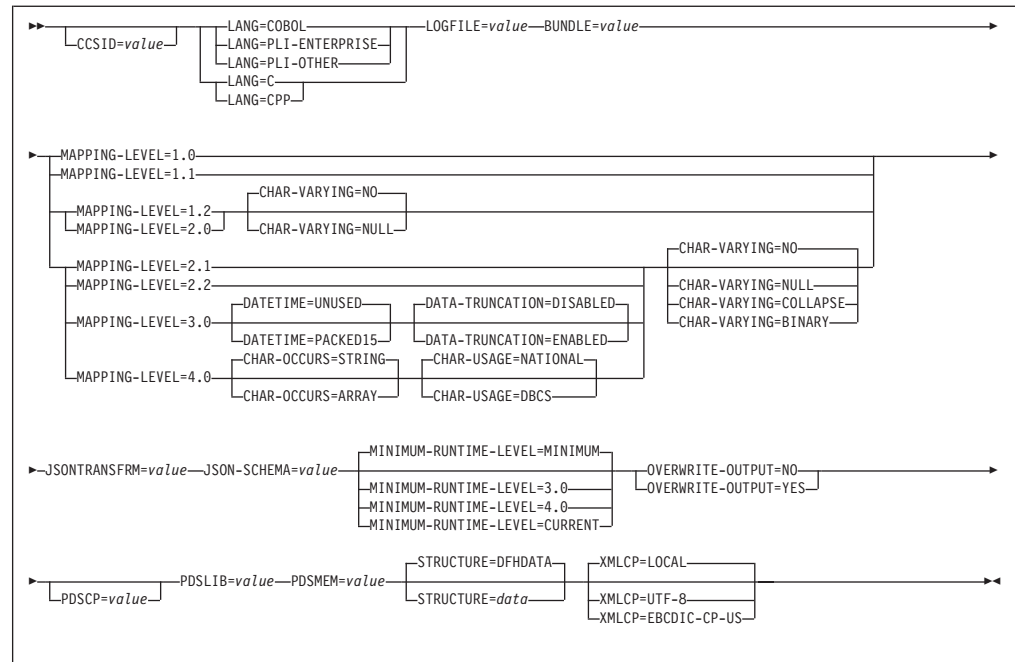 LANG=COBOL LOGFILE=value BUNDLE=value
CCSID=value LANG=PLI-ENTERPRISE
LANG=PLI-OTHER
LANG=C
LANG=CPP
MAPPING-LEVEL=1.0
MAPPING-LEVEL=1.1
CHAR-VARYING=NO
MAPPING-LEVEL=1.2
MAPPING-LEVEL=2.0 CHAR-VARYING=NULL
CHAR-VARYING=NO
MAPPING-LEVEL=2.1
MAPPING-LEVEL=2.2 CHAR-VARYING=NULL
DATETIME=UNUSED DATA-TRUNCATION=DISABLED CHAR-VARYING=COLLAPSE
MAPPING-LEVEL=3.0 CHAR-VARYING=BINARY
DATETIME=PACKED15 DATA-TRUNCATION=ENABLED
CHAR-OCCURS=STRING CHAR-USAGE=NATIONAL
MAPPING-LEVEL=4.0
CHAR-OCCURS=ARRAY CHAR-USAGE=DBCS
MINIMUM-RUNTIME-LEVEL=MINIMUM
JSONTRANSFRM=value JSON-SCHEMA=value OVERWRITE-OUTPUT=NO
MINIMUM-RUNTIME-LEVEL=3.0 OVERWRITE-OUTPUT=YES
MINIMUM-RUNTIME-LEVEL=4.0
MINIMUM-RUNTIME-LEVEL=CURRENT
STRUCTURE=DFHDATA XMLCP=LOCAL
PDSLIB=value PDSMEM=value
PDSCP=value STRUCTURE=data XMLCP=UTF-8
XMLCP=EBCDIC-CP-US